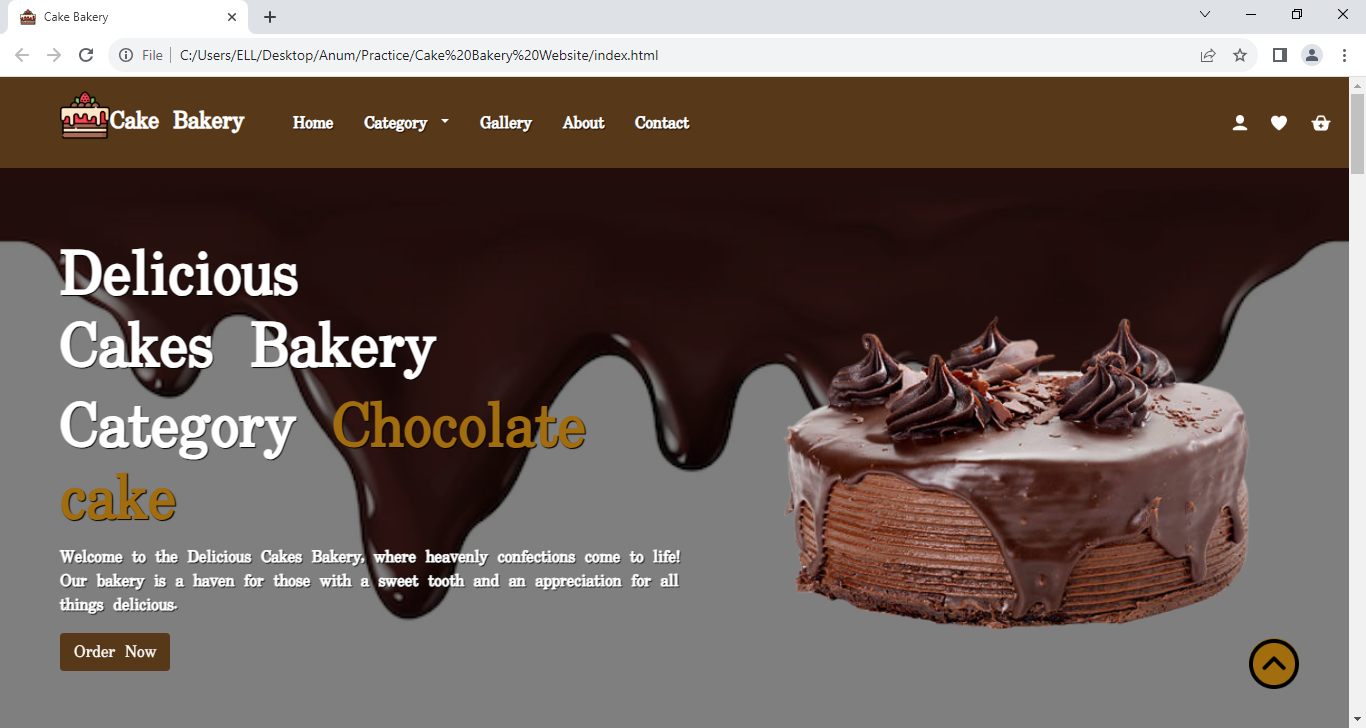 Cake Bakery
File C:/Users/ELL/Desktop/Anum/Practice/Cake%20Bakery%20Website/index.html
Cake Bakery Home Category Gallery About Contact
Delicious
Cakes Bakery
Category Chocolate
cake
Welcome to the Delicious Cakes Bakery, where heavenly confections come to life!
Our bakery is a haven for those with a sweet tooth and an appreciation for all
things delicious.
Order Now